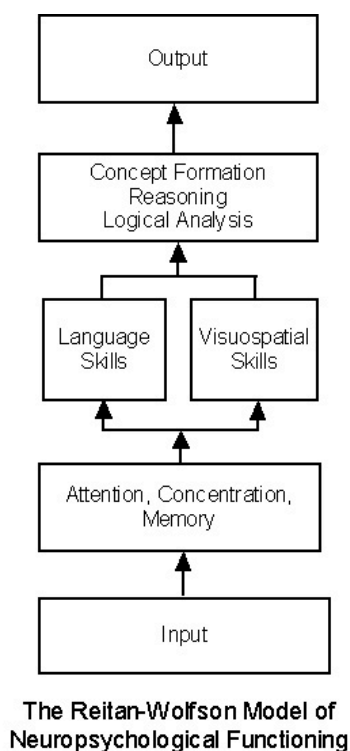 Output
Concept Formation
Reasoning
Logical Analysis
Language
Skills
Visuospatial
Skills
Attention, Concentration,
Memory
Input
The Reitan-Wolfson Model of
Neuropsychological Functioning